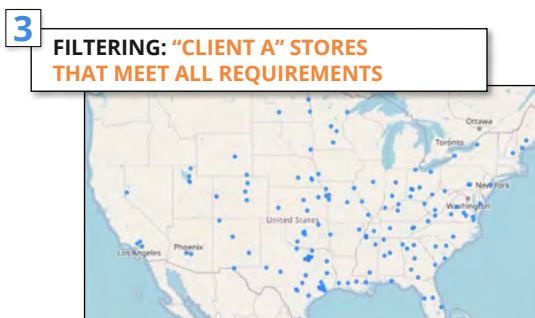 3
FILTERING: “CLIENT A” STORES
THAT MEET ALL REQUIREMENTS
Ottawa
Toronto
New York
Washington
United States
Los Angeles
Phoenix